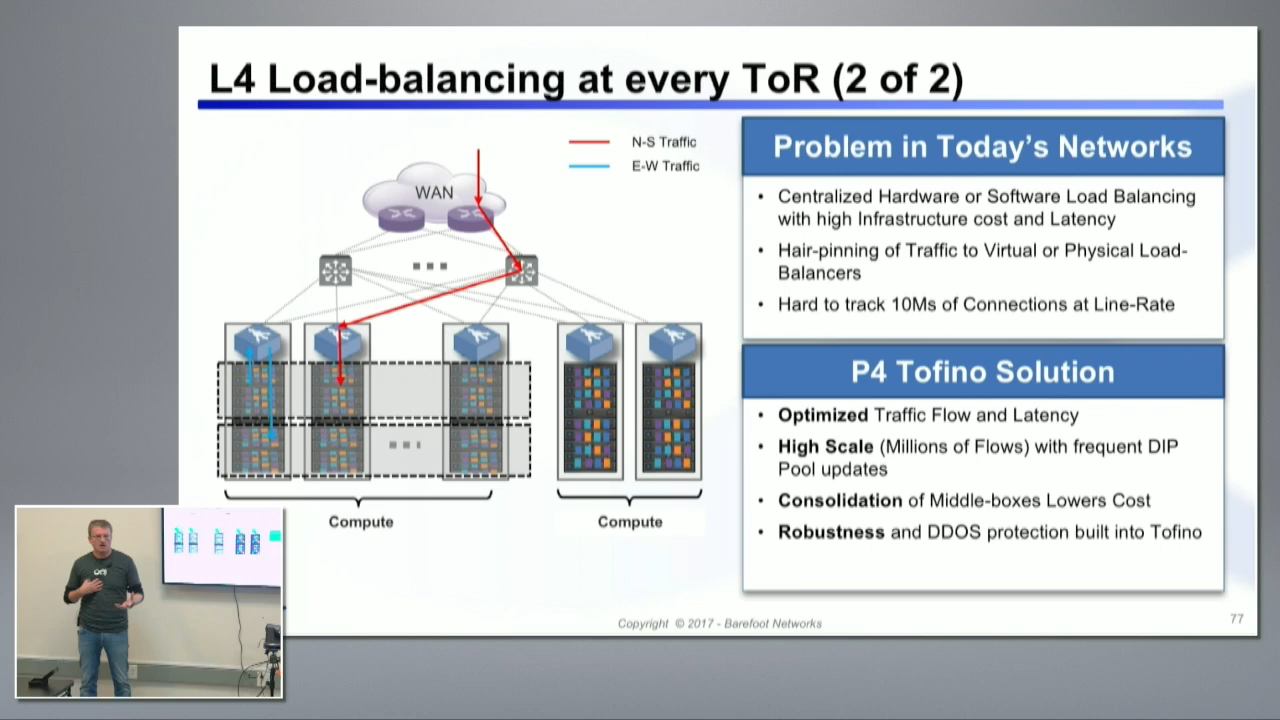 L4 Load-balancing at every ToR (2 of 2)
N-S Traffic
E-W Traffic
WAN
Compute
Compute
Problem in Today's Networks
• Centralized Hardware or Software Load Balancing
with high Infrastructure cost and Latency
• Hair-pinning of Traffic to Virtual or Physical Load-
Balancers
• Hard to track 10Ms of Connections at Line-Rate
P4 Tofino Solution
• Optimized Traffic Flow and Latency
• High Scale (Millions of Flows) with frequent DIP
Pool updates
• Consolidation of Middle-boxes Lowers Cost
• Robustness and DDOS protection built into Tofino
Copyright © 2017 - Barefoot Networks
77